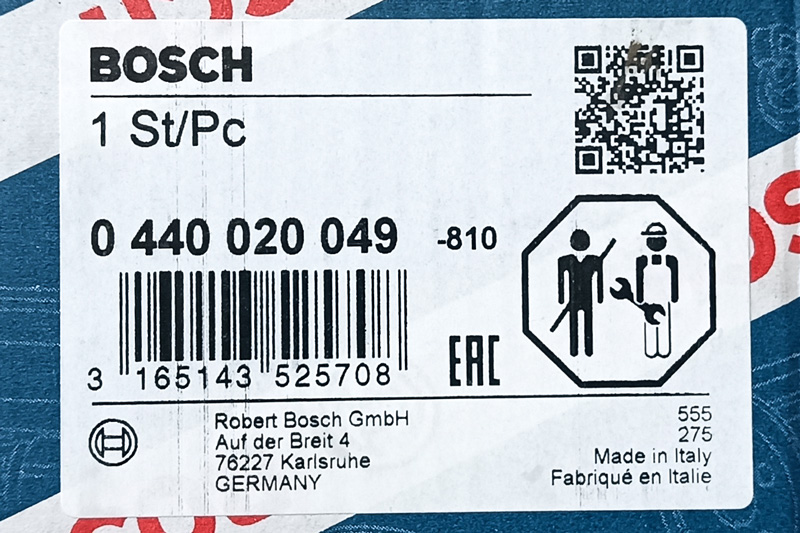 BOSCH
1 St/Pc
0 440 020 049 -810
3 165143 525708
EAC
Robert Bosch GmbH
Auf der Breit 4
76227 Karlsruhe
GERMANY
555
275
Made in Italy
Fabriqué en Italie